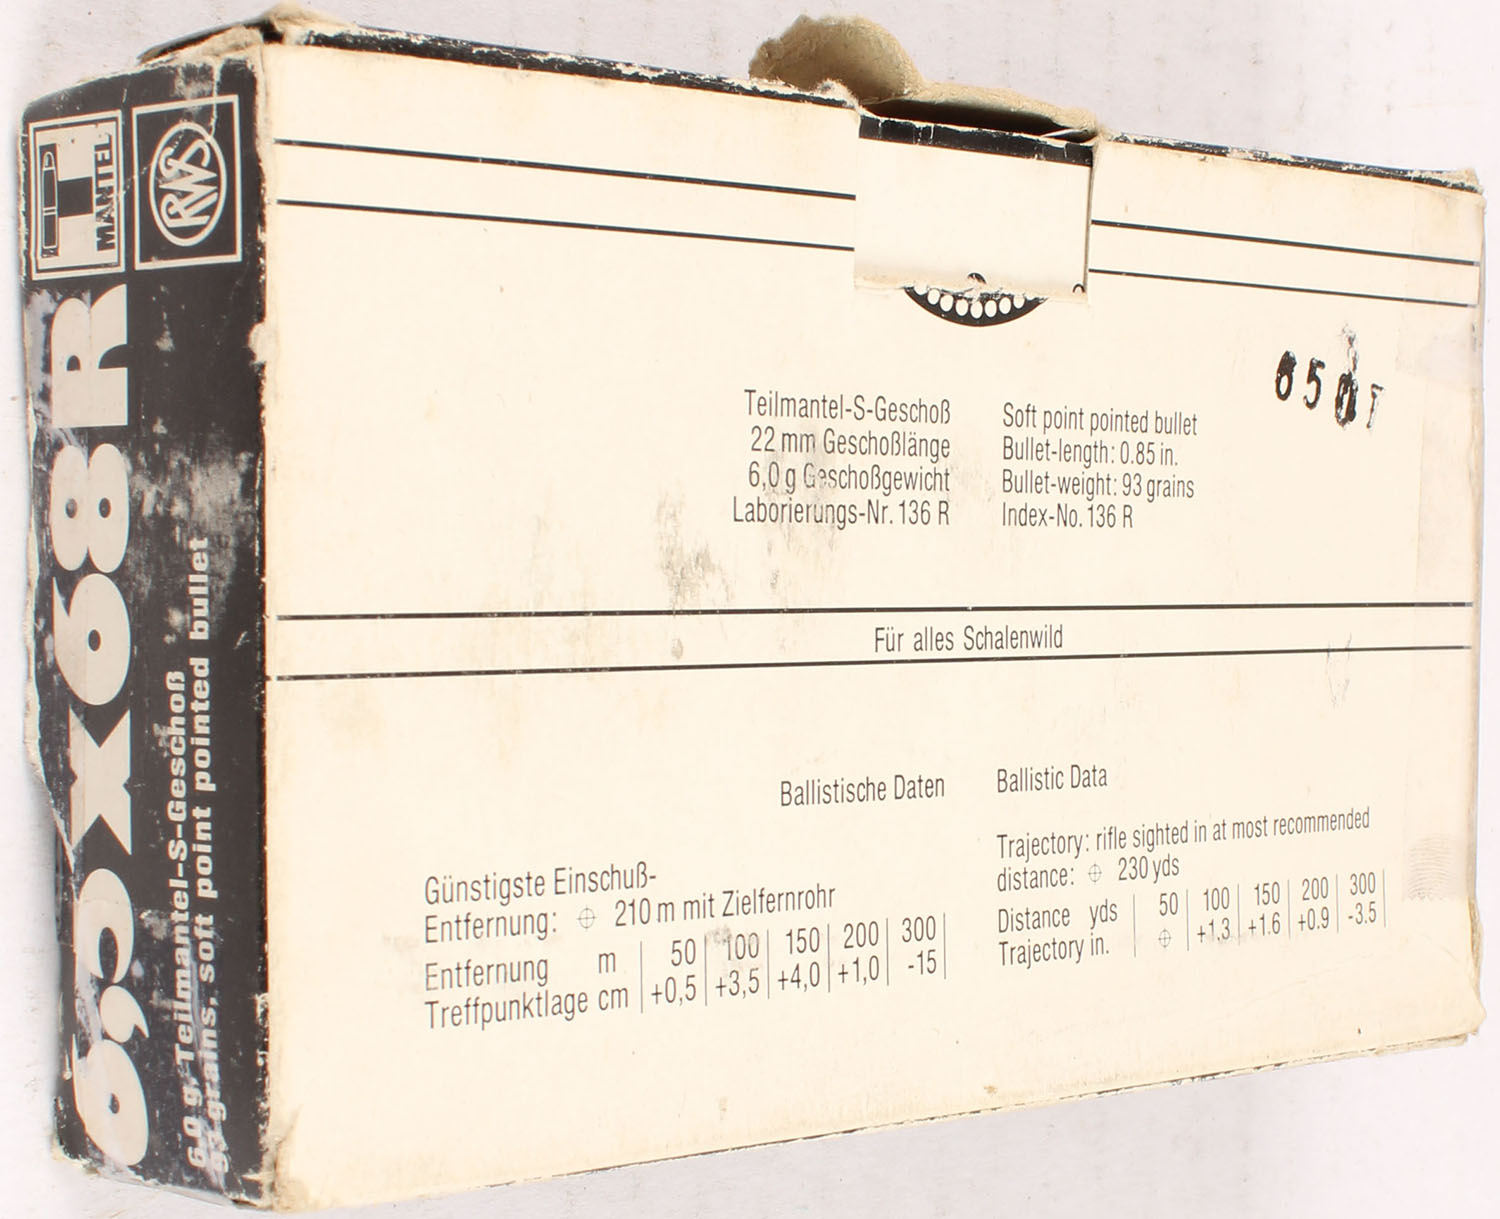 MANTEL
RWS
6,5x68R
6,0 g. Teilmantel-S-Geschoß
93 grains. soft point pointed bullet
Teilmantel-S-Geschoß
22 mm Geschoßlänge
6,0 g Geschoßgewicht
Laborierungs-Nr. 136 R
Soft point pointed bullet
Bullet-length: 0.85 in.
Bullet-weight: 93 grains
Index-No. 136 R
Für alles Schalenwild
Ballistische Daten
Günstigste Einschuß-
Entfernung: ⌖ 210 m mit Zielfernrohr
Entfernung m 50 100 150 200 300
Treffpunktlage cm +0,5 +3,5 +4,0 +1,0 -15
Ballistic Data
Trajectory: rifle sighted in at most recommended
distance: ⌖ 230 yds
Distance yds 50 100 150 200 300
Trajectory in. ⌖ +1.3 +1.6 +0.9 -3.5